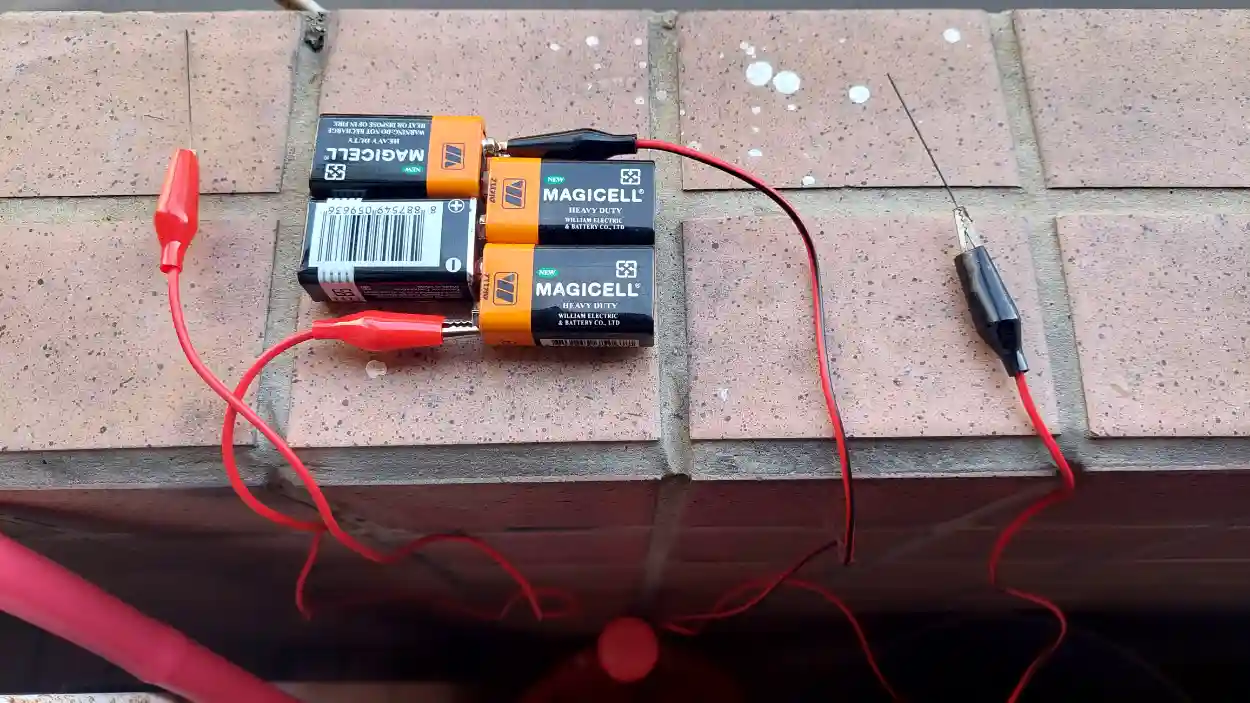 NEW
MAGICELL®
HEAVY DUTY
WARNING: DO NOT RECHARGE
HEAT OR DISPOSE OF IN FIRE
NEW
MAGICELL®
HEAVY DUTY
WILLIAM ELECTRIC
& BATTERY CO., LTD
8 887549 059636
+
NEW
MAGICELL®
HEAVY DUTY
WILLIAM ELECTRIC
& BATTERY CO., LTD